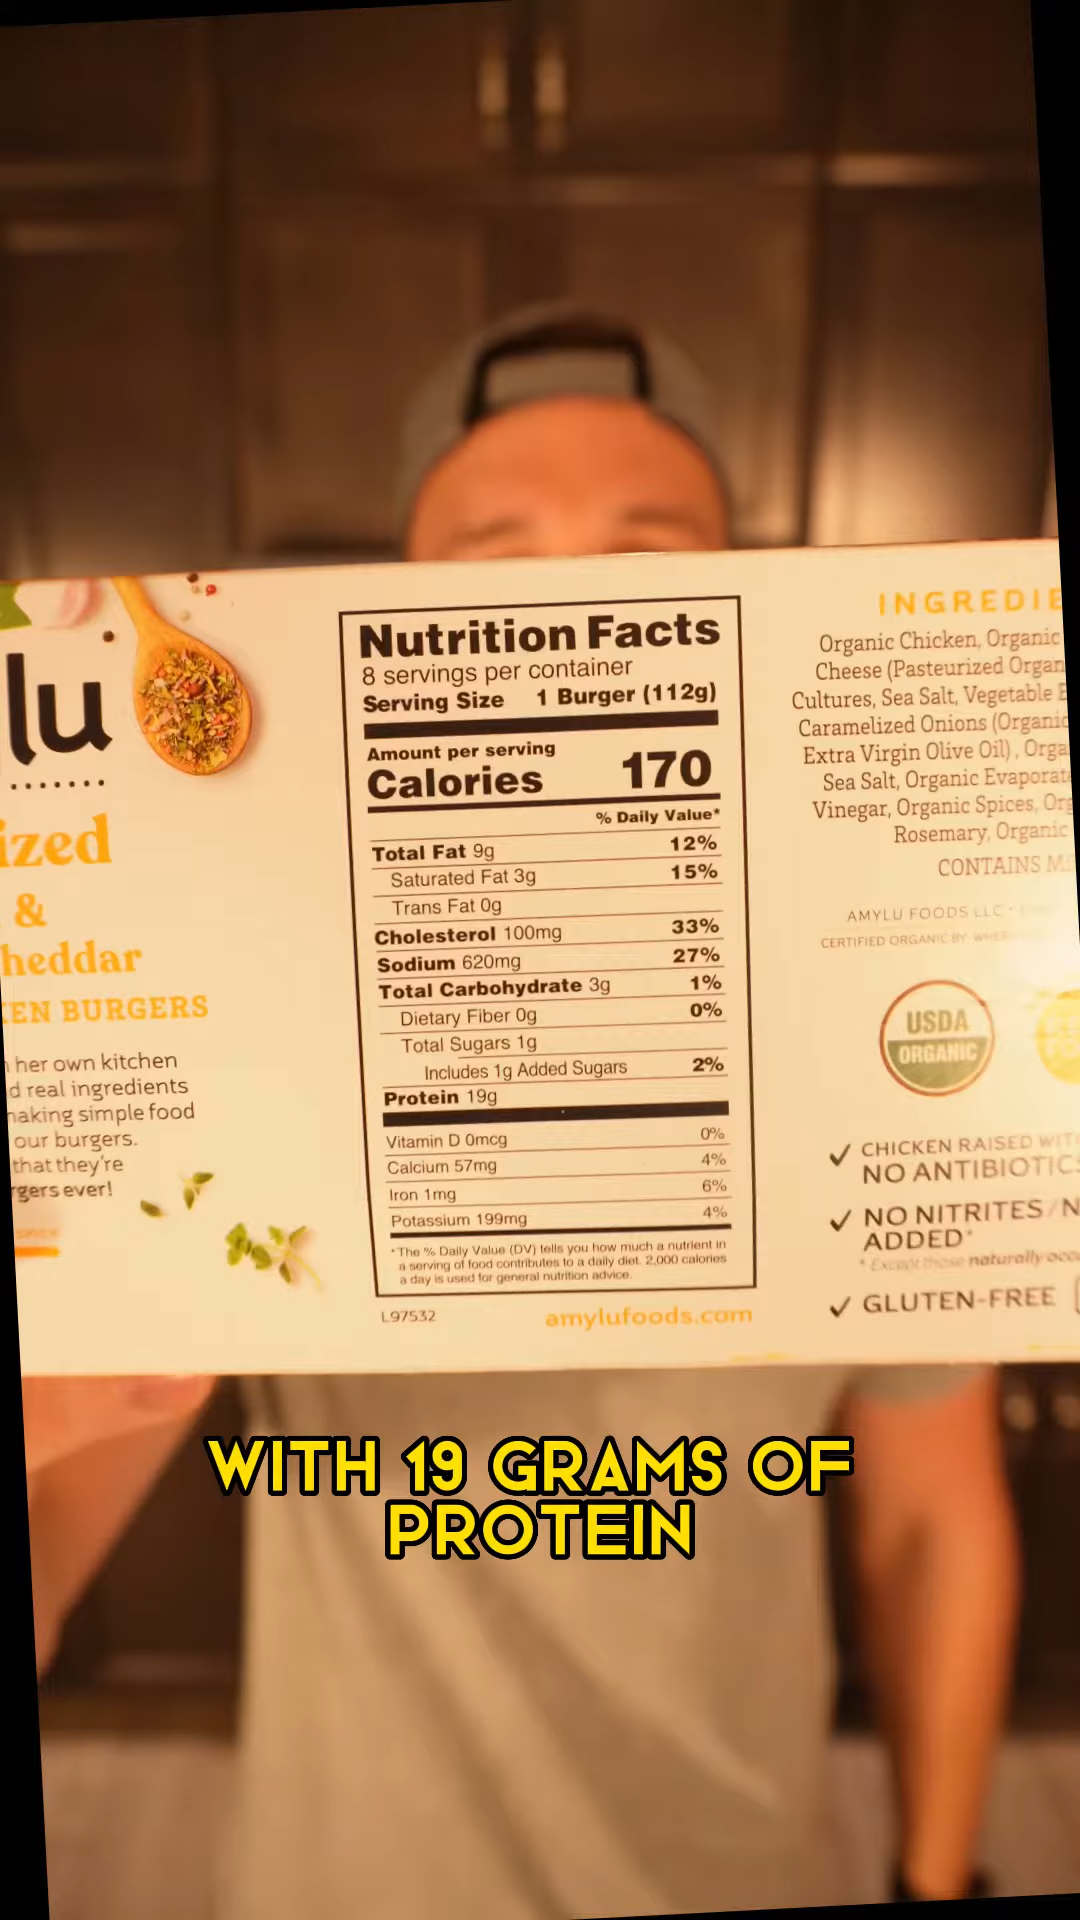 lu
ized
&
heddar
EN BURGERS
her own kitchen
d real ingredients
making simple food
our burgers.
that they're
rgers ever!
Nutrition Facts
8 servings per container
Serving Size 1 Burger (112g)
Amount per serving
Calories 170
% Daily Value*
Total Fat 9g 12%
Saturated Fat 3g 15%
Trans Fat 0g
Cholesterol 100mg 33%
Sodium 620mg 27%
Total Carbohydrate 3g 1%
Dietary Fiber 0g 0%
Total Sugars 1g
Includes 1g Added Sugars 2%
Protein 19g
Vitamin D 0mcg 0%
Calcium 57mg 4%
Iron 1mg 6%
Potassium 199mg 4%
*The % Daily Value (DV) tells you how much a nutrient in
a serving of food contributes to a daily diet. 2,000 calories
a day is used for general nutrition advice.
L97532
amylufoods.com
INGREDIE
Organic Chicken, Organic
Cheese (Pasteurized Organ
Cultures, Sea Salt, Vegetable E
Caramelized Onions (Organic
Extra Virgin Olive Oil), Orga
Sea Salt, Organic Evaporat
Vinegar, Organic Spices, Org
Rosemary, Organic
CONTAINS M
AMYLU FOODS LLC
CERTIFIED ORGANIC BY
USDA
ORGANIC
CHICKEN RAISED WIT
NO ANTIBIOTICS
NO NITRITES/N
ADDED*
* Except those naturally occ
GLUTEN-FREE
WITH 19 GRAMS OF
PROTEIN